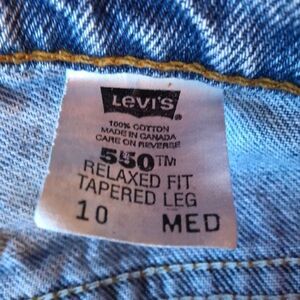 LEVI'S
100% COTTON
MADE IN CANADA
CARE ON REVERSE
550™
RELAXED FIT
TAPERED LEG
10 MED